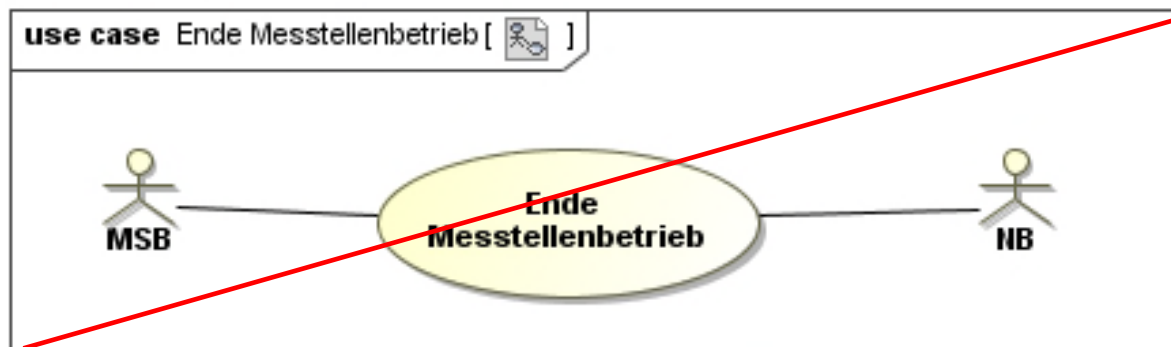 use case Ende Messtellenbetrieb [ ]
Ende
Messtellenbetrieb
MSB
NB